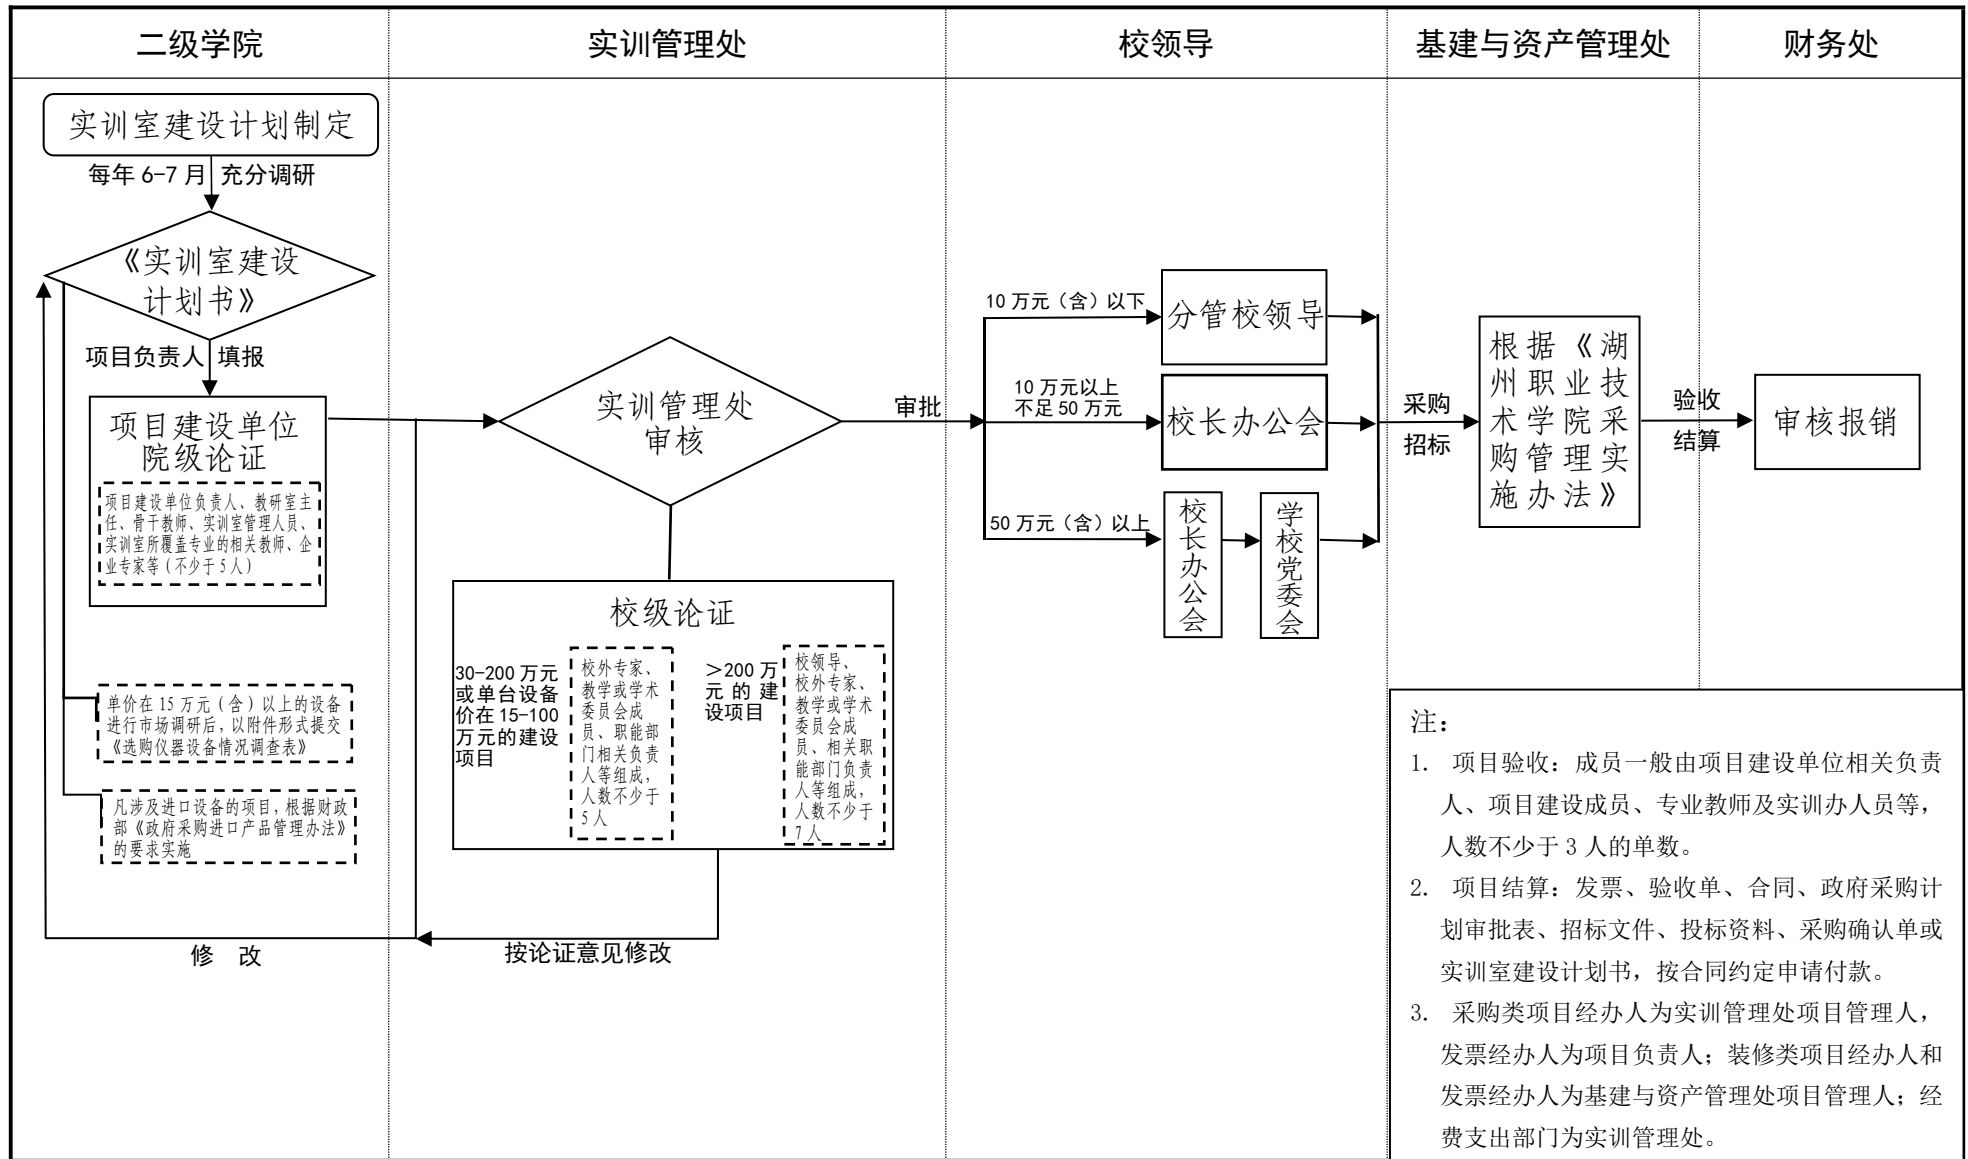 二级学院
实训管理处
校领导
基建与资产管理处
财务处
实训室建设计划制定
每年 6-7 月 充分调研
《实训室建设
计划书》
项目负责人 填报
项目建设单位
院级论证
项目建设单位负责人、教研室主
任、骨干教师、实训室管理人员、
实训室所覆盖专业的相关教师、企
业专家等（不少于5人）
单价在 15 万元（含）以上的设备
进行市场调研后，以附件形式提交
《选购仪器设备情况调查表》
凡涉及进口设备的项目，根据财政
部《政府采购进口产品管理办法》
的要求实施
修 改
实训管理处
审核
校级论证
30-200 万元
或单台设备
价在 15-100
万元的建设
项目
校外专家、
教学或学术
委员会成
员、职能部
门相关负责
人等组成，
人数不少于
5人
＞200 万
元 的 建
设项目
校领导、
校外专家、
教学或学术
委员会成
员、相关职
能部门负责
人等组成，
人数不少于
7人
按论证意见修改
审批
10 万元（含）以下
分管校领导
10 万元以上
不足 50 万元
校长办公会
50 万元（含）以上
校长办公会
学校党委会
采购
招标
根据《湖
州职业技
术学院采
购管理实
施办法》
验收
结算
审核报销
注：
1. 项目验收：成员一般由项目建设单位相关负责
人、项目建设成员、专业教师及实训办人员等，
人数不少于 3 人的单数。
2. 项目结算：发票、验收单、合同、政府采购计
划审批表、招标文件、投标资料、采购确认单或
实训室建设计划书，按合同约定申请付款。
3. 采购类项目经办人为实训管理处项目管理人，
发票经办人为项目负责人；装修类项目经办人和
发票经办人为基建与资产管理处项目管理人；经
费支出部门为实训管理处。